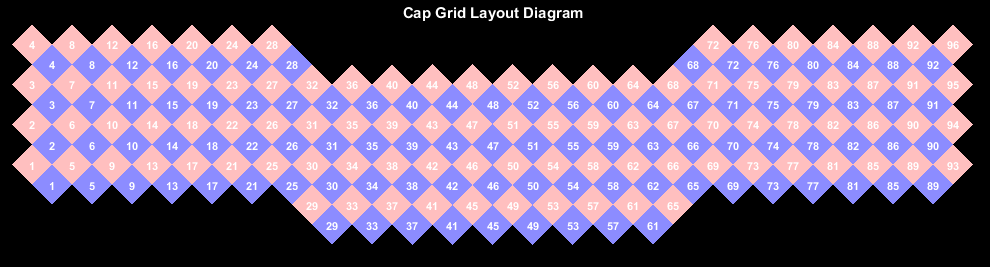 Cap Grid Layout Diagram
4 8 12 16 20 24 28 72 76 80 84 88 92 96
4 8 12 16 20 24 28 68 72 76 80 84 88 92
3 7 11 15 19 23 27 32 36 40 44 48 52 56 60 64 68 71 75 79 83 87 91 95
3 7 11 15 19 23 27 32 36 40 44 48 52 56 60 64 67 71 75 79 83 87 91
2 6 10 14 18 22 26 31 35 39 43 47 51 55 59 63 67 70 74 78 82 86 90 94
2 6 10 14 18 22 26 31 35 39 43 47 51 55 59 63 66 70 74 78 82 86 90
1 5 9 13 17 21 25 30 34 38 42 46 50 54 58 62 66 69 73 77 81 85 89 93
1 5 9 13 17 21 25 30 34 38 42 46 50 54 58 62 65 69 73 77 81 85 89
29 33 37 41 45 49 53 57 61 65
29 33 37 41 45 49 53 57 61